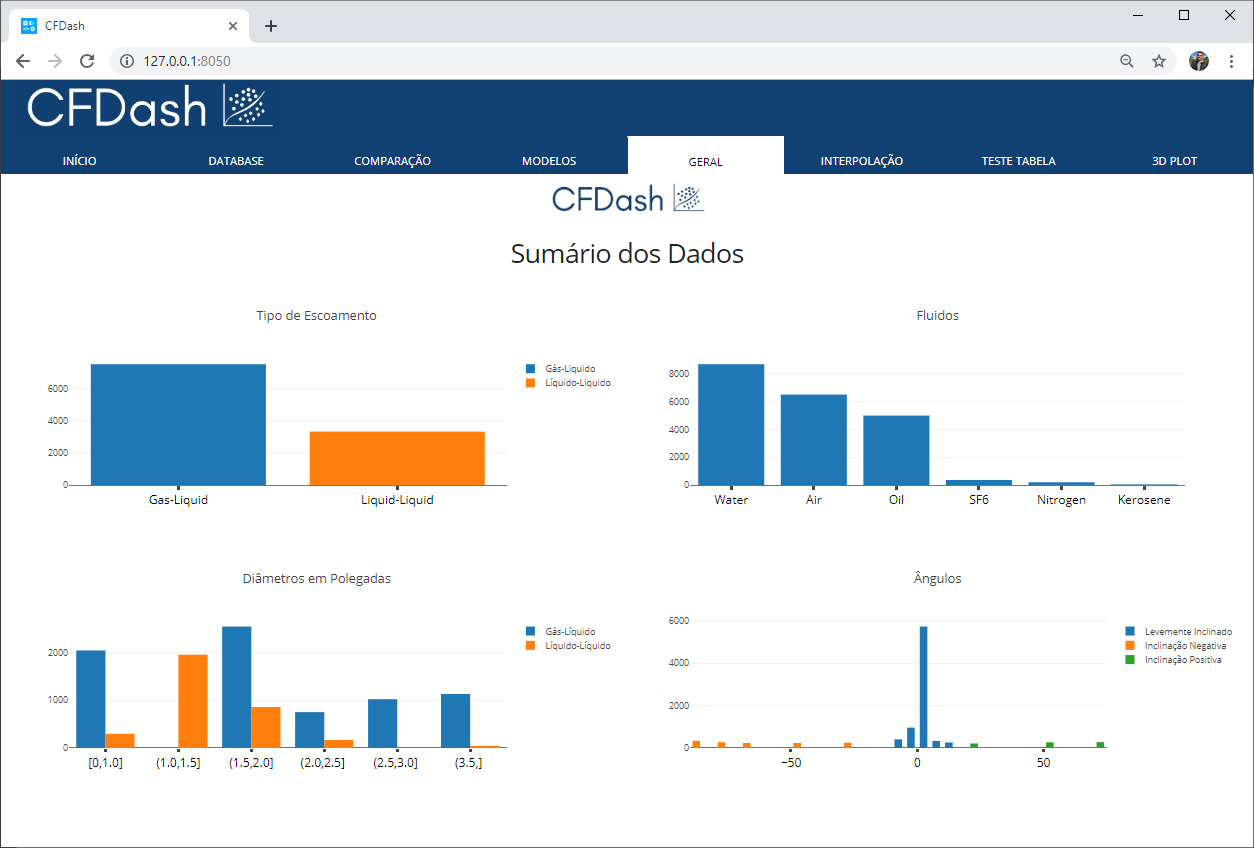 CFDash
127.0.0.1:8050
CFDash
INÍCIO DATABASE COMPARAÇÃO MODELOS GERAL INTERPOLAÇÃO TESTE TABELA 3D PLOT
CFDash
Sumário dos Dados
Tipo de Escoamento
6000
4000
2000
0
Gas-Liquid Liquid-Liquid
Gás-Liquido
Líquido-Liquido
Fluidos
8000
6000
4000
2000
0
Water Air Oil SF6 Nitrogen Kerosene
Diâmetros em Polegadas
2000
1000
0
[0,1.0] (1.0,1.5] (1.5,2.0] (2.0,2.5] (2.5,3.0] (3.5,]
Gás-Líquido
Líquido-Líquido
Ângulos
6000
4000
2000
0
−50 0 50
Levemente Inclinado
Inclinação Negativa
Inclinação Positiva